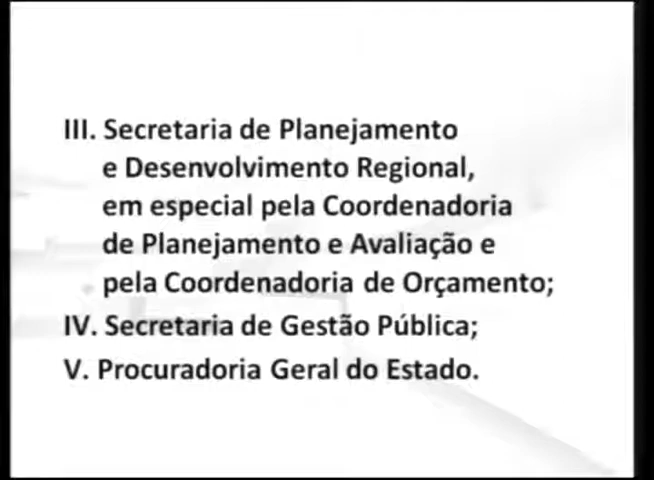 III. Secretaria de Planejamento
e Desenvolvimento Regional,
em especial pela Coordenadoria
de Planejamento e Avaliação e
pela Coordenadoria de Orçamento;
IV. Secretaria de Gestão Pública;
V. Procuradoria Geral do Estado.